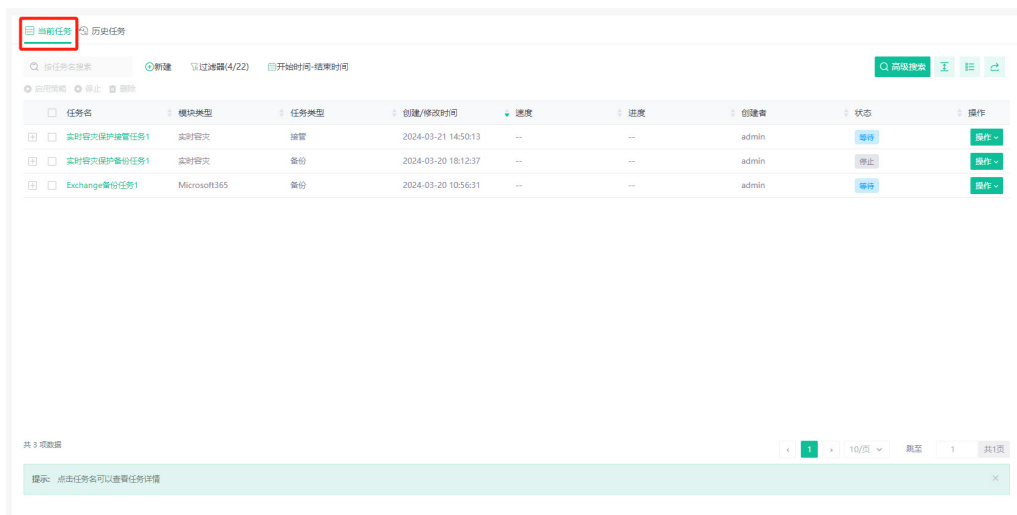 当前任务 历史任务
按任务名搜索 新建 过滤器(4/22) 开始时间-结束时间 高级搜索
启用策略 停止 删除
任务名 模块类型 任务类型 创建/修改时间 速度 进度 创建者 状态 操作
实时容灾保护接管任务1 实时容灾 接管 2024-03-21 14:50:13 -- -- admin 等待 操作
实时容灾保护备份任务1 实时容灾 备份 2024-03-20 18:12:37 -- -- admin 停止 操作
Exchange备份任务1 Microsoft365 备份 2024-03-20 10:56:31 -- -- admin 等待 操作
共 3 项数据 1 10/页 跳至 1 共1页
提示: 点击任务名可以查看任务详情